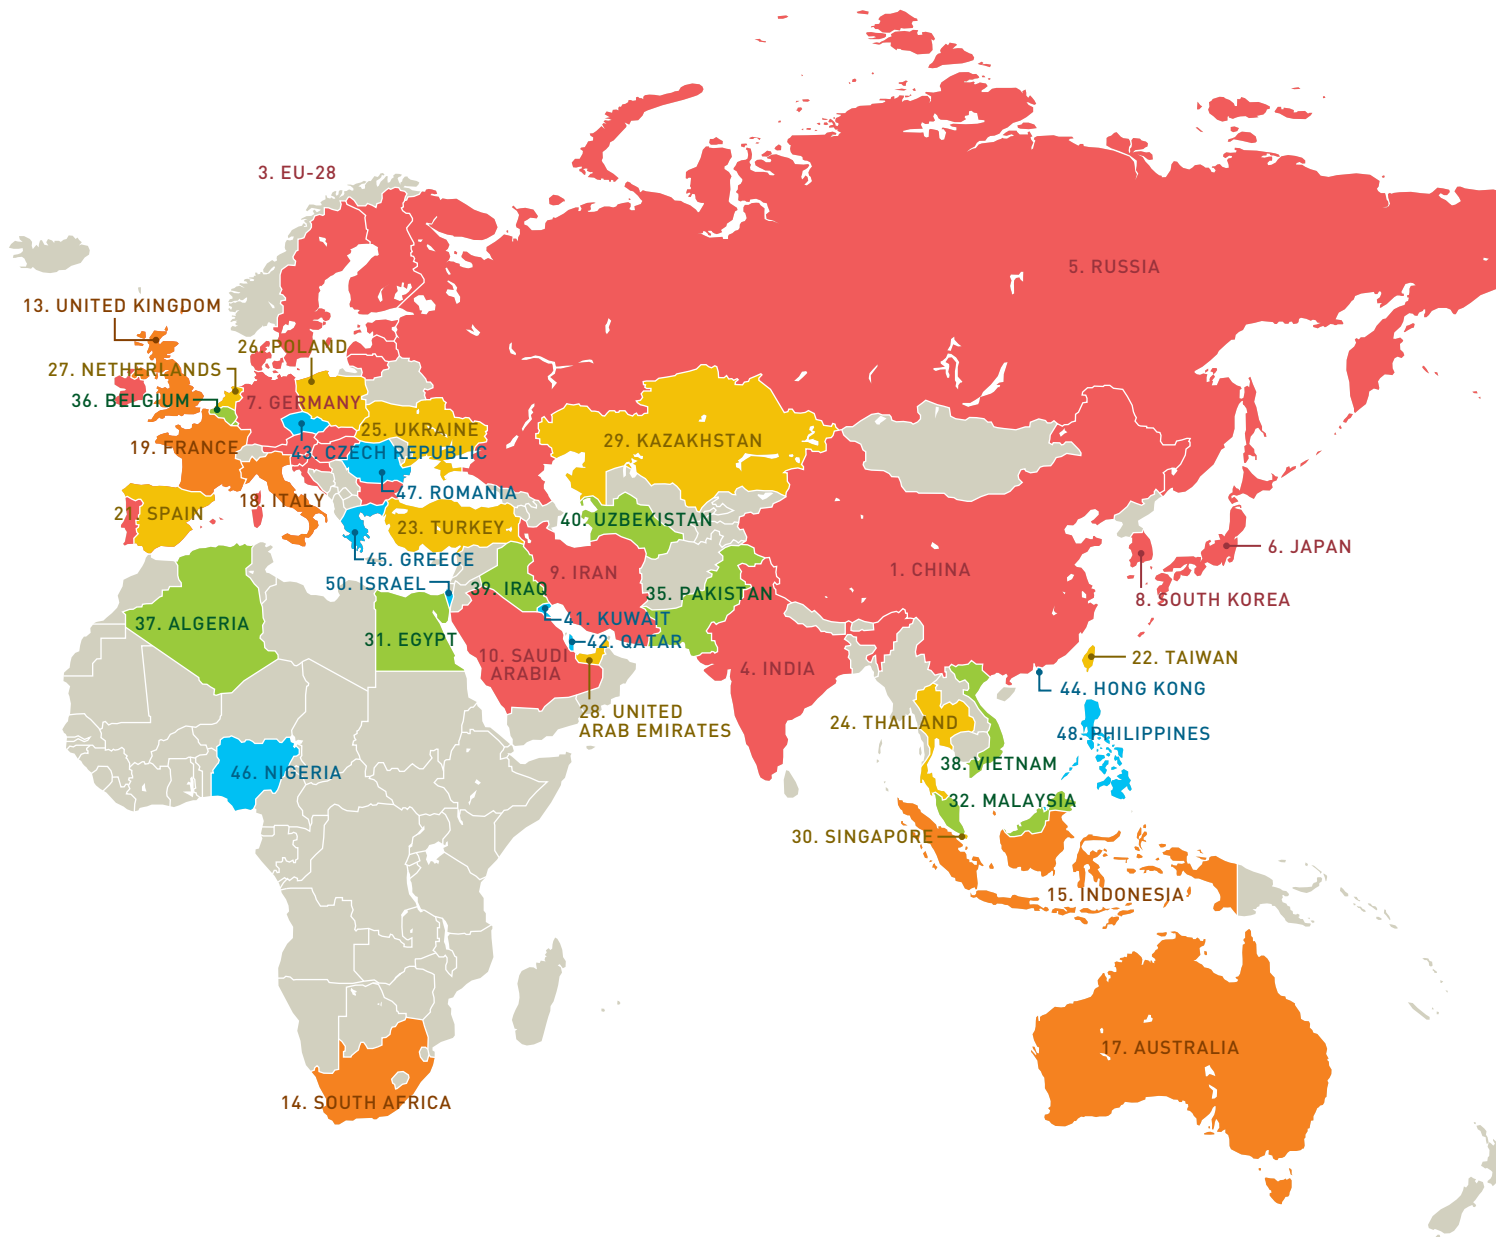 3. EU-28
5. RUSSIA
13. UNITED KINGDOM
26. POLAND
27. NETHERLANDS
36. BELGIUM
7. GERMANY
25. UKRAINE
29. KAZAKHSTAN
19. FRANCE
43. CZECH REPUBLIC
47. ROMANIA
18. ITALY
21. SPAIN
23. TURKEY
40. UZBEKISTAN
6. JAPAN
45. GREECE
9. IRAN
1. CHINA
50. ISRAEL
39. IRAQ
35. PAKISTAN
8. SOUTH KOREA
37. ALGERIA
41. KUWAIT
31. EGYPT
42. QATAR
10. SAUDI
ARABIA
4. INDIA
22. TAIWAN
44. HONG KONG
28. UNITED
ARAB EMIRATES
24. THAILAND
48. PHILIPPINES
46. NIGERIA
38. VIETNAM
32. MALAYSIA
30. SINGAPORE
15. INDONESIA
17. AUSTRALIA
14. SOUTH AFRICA